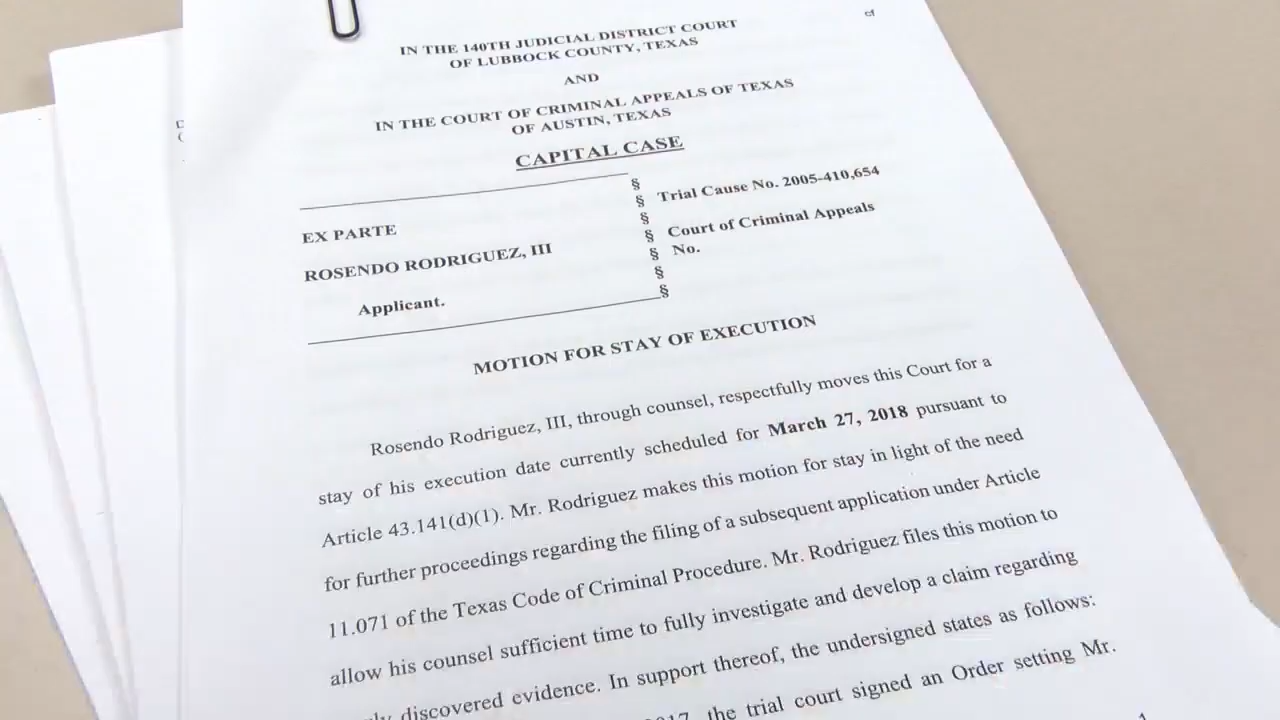 cf
IN THE 140TH JUDICIAL DISTRICT COURT
OF LUBBOCK COUNTY, TEXAS
AND
IN THE COURT OF CRIMINAL APPEALS OF TEXAS
OF AUSTIN, TEXAS
CAPITAL CASE
EX PARTE
ROSENDO RODRIGUEZ, III
Applicant.
§
§
§
§
§
§
§
Trial Cause No. 2005-410,654
Court of Criminal Appeals
No.
MOTION FOR STAY OF EXECUTION
Rosendo Rodriguez, III, through counsel, respectfully moves this Court for a
stay of his execution date currently scheduled for March 27, 2018 pursuant to
Article 43.141(d)(1). Mr. Rodriguez makes this motion for stay in light of the need
for further proceedings regarding the filing of a subsequent application under Article
11.071 of the Texas Code of Criminal Procedure. Mr. Rodriguez files this motion to
allow his counsel sufficient time to fully investigate and develop a claim regarding
discovered evidence. In support thereof, the undersigned states as follows:
the trial court signed an Order setting Mr.